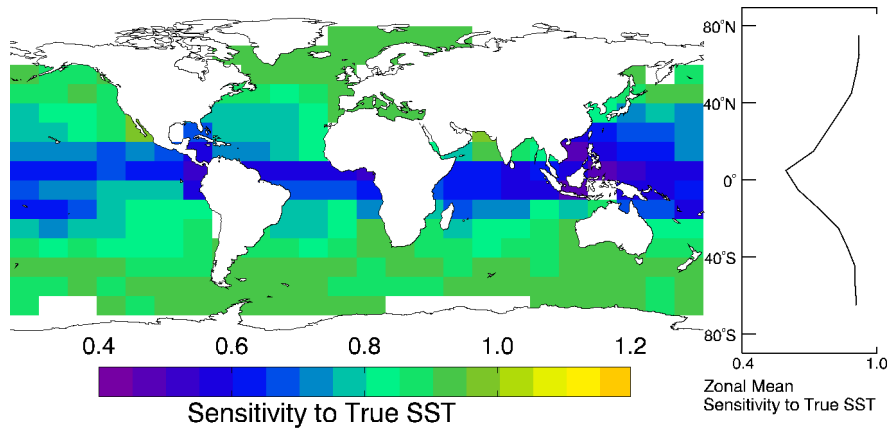 80°N
40°N
0°
40°S
80°S
0.4 1.0
Zonal Mean
Sensitivity to True SST
0.4 0.6 0.8 1.0 1.2
Sensitivity to True SST